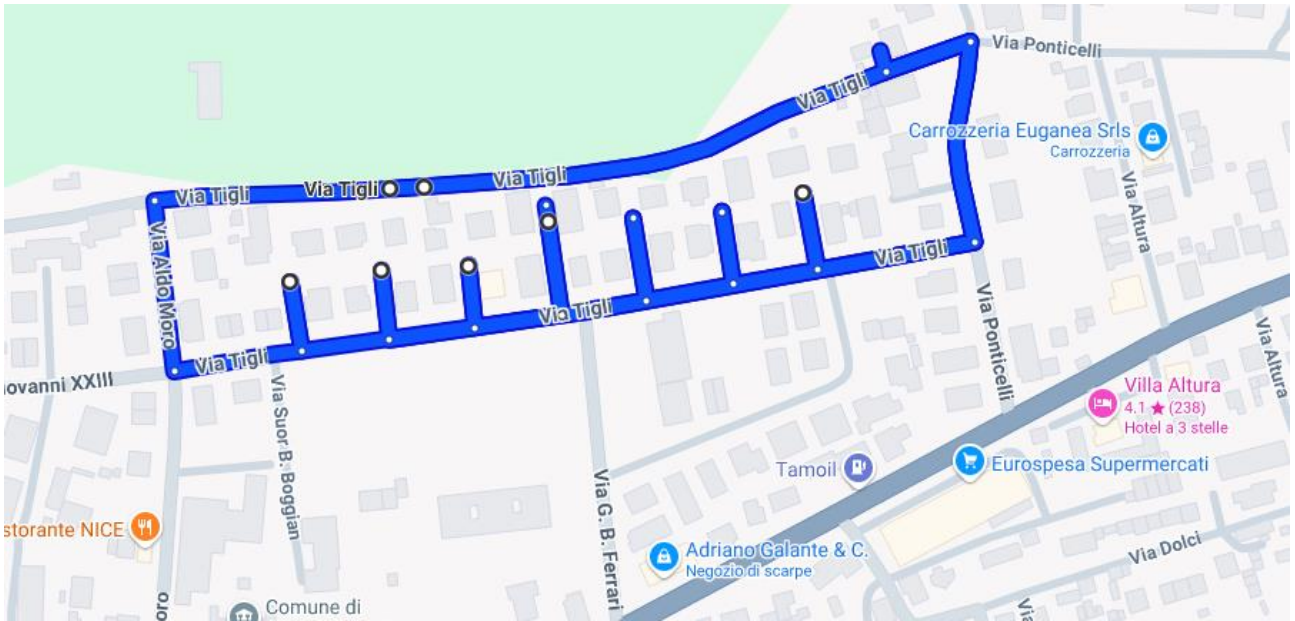 Via Ponticelli
Via Tigli
Carrozzeria Euganea Srls
Carrozzeria
Via Tigli
Via Tigli
Via Tigli
Via Altura
Via Aldo Moro
Via Tigli
Via Tigli
Via Tigli
ovanni XXIII
Via Suor B. Boggian
Via Ponticelli
Via Altura
Villa Altura
4.1 ★ (238)
Hotel a 3 stelle
Tamoil
Eurospesa Supermercati
Via G. B. Ferrari
storante NICE
Adriano Galante & C.
Negozio di scarpe
Via Dolci
oro
Comune di
Via